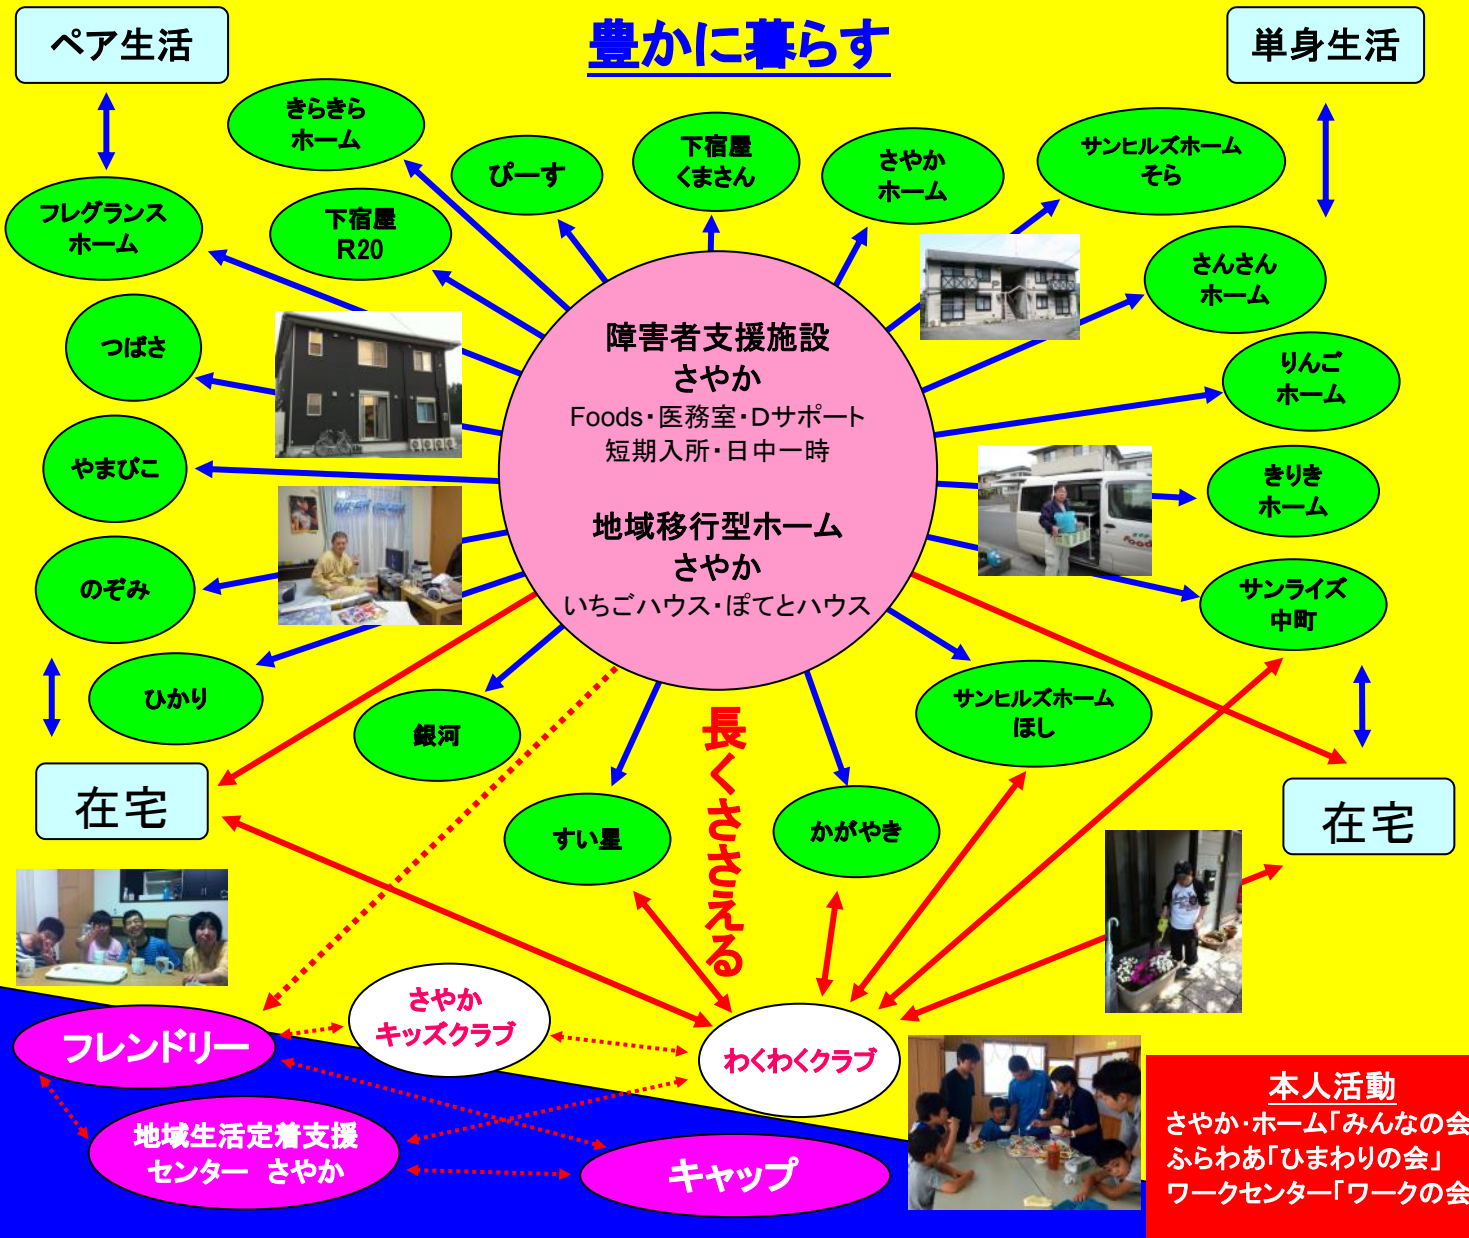 豊かに暮らす
ペア生活
単身生活
きらきら
ホーム
ぴーす
下宿屋
くまさん
さやか
ホーム
サンヒルズホーム
そら
フレグランス
ホーム
下宿屋
R20
さんさん
ホーム
つばさ
りんご
ホーム
やまびこ
きりき
ホーム
のぞみ
サンライズ
中町
ひかり
銀河
サンヒルズホーム
ほし
すい星
かがやき
障害者支援施設
さやか
Foods・医務室・Dサポート
短期入所・日中一時
地域移行型ホーム
さやか
いちごハウス・ぽてとハウス
長くささえる
在宅
在宅
さやか
キッズクラブ
わくわくクラブ
フレンドリー
地域生活定着支援
センター さやか
キャップ
本人活動
さやか・ホーム「みんなの会
ふらわあ「ひまわりの会」
ワークセンター「ワークの会